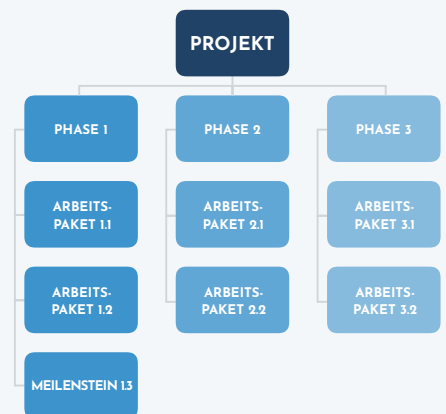 PROJEKT
PHASE 1
PHASE 2
PHASE 3
ARBEITS-
PAKET 1.1
ARBEITS-
PAKET 2.1
ARBEITS-
PAKET 3.1
ARBEITS-
PAKET 1.2
ARBEITS-
PAKET 2.2
ARBEITS-
PAKET 3.2
MEILENSTEIN 1.3